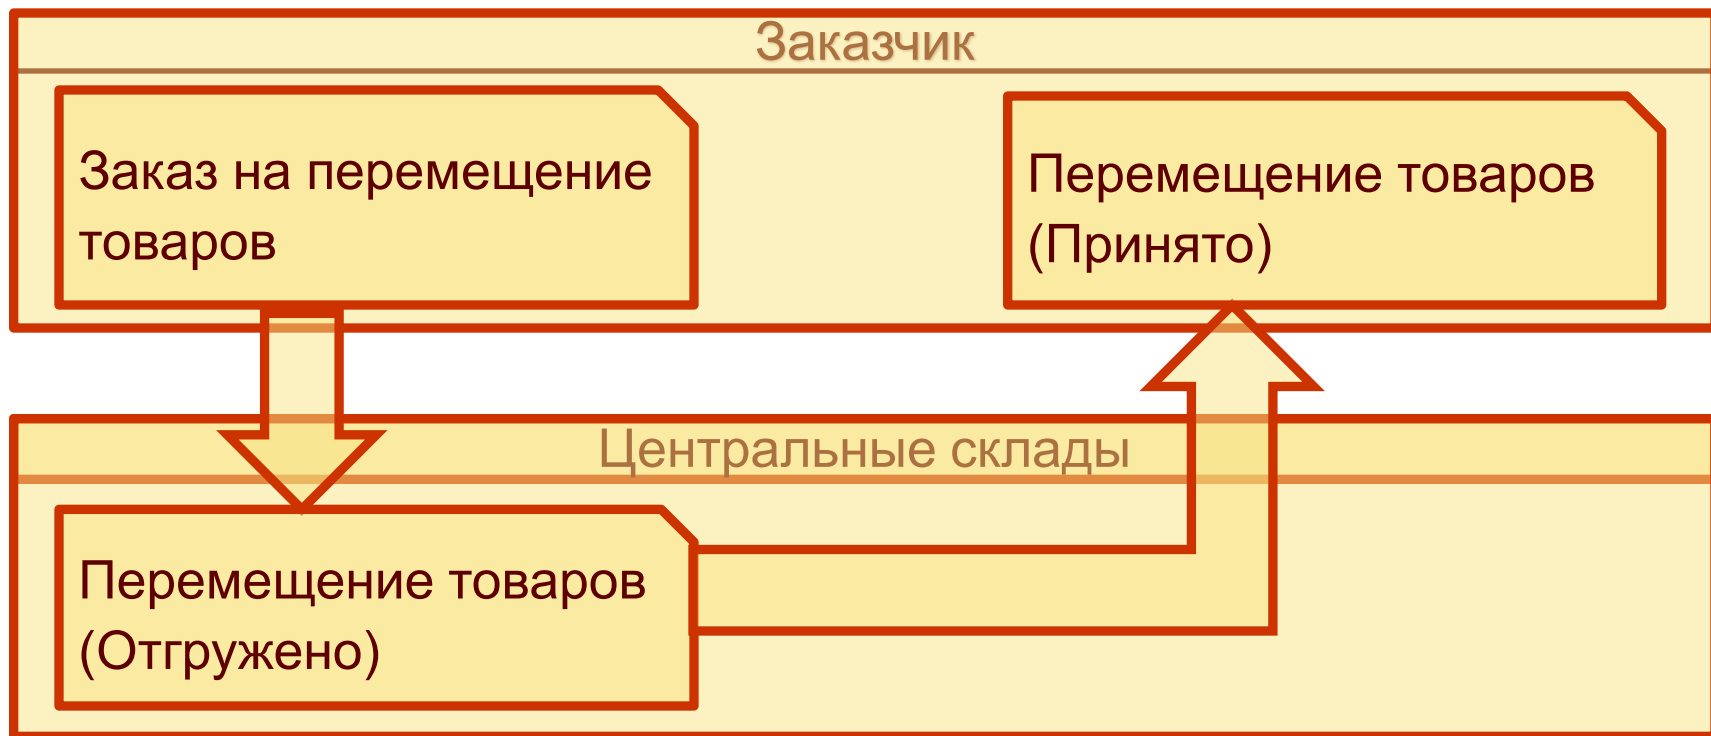 Заказчик
Заказ на перемещение
товаров
Перемещение товаров
(Принято)
Центральные склады
Перемещение товаров
(Отгружено)